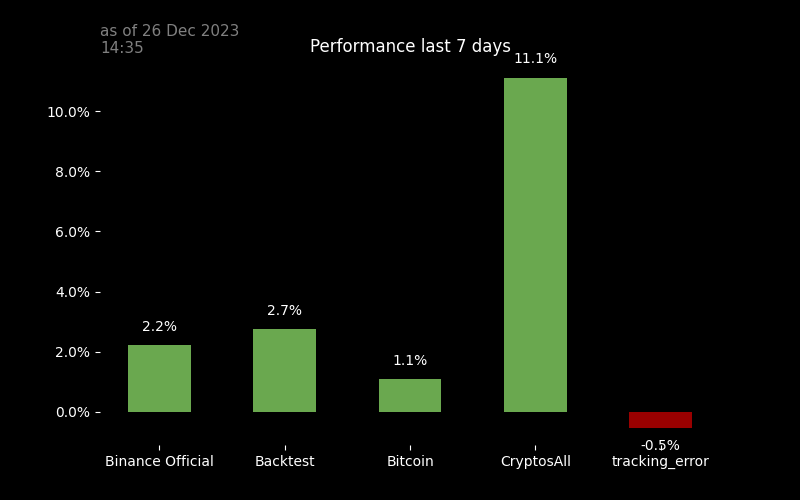 as of 26 Dec 2023
14:35
Performance last 7 days
11.1%
10.0%
8.0%
6.0%
4.0%
2.7%
2.2%
2.0%
1.1%
0.0%
-0.5%
Binance Official
Backtest
Bitcoin
CryptosAll
tracking_error